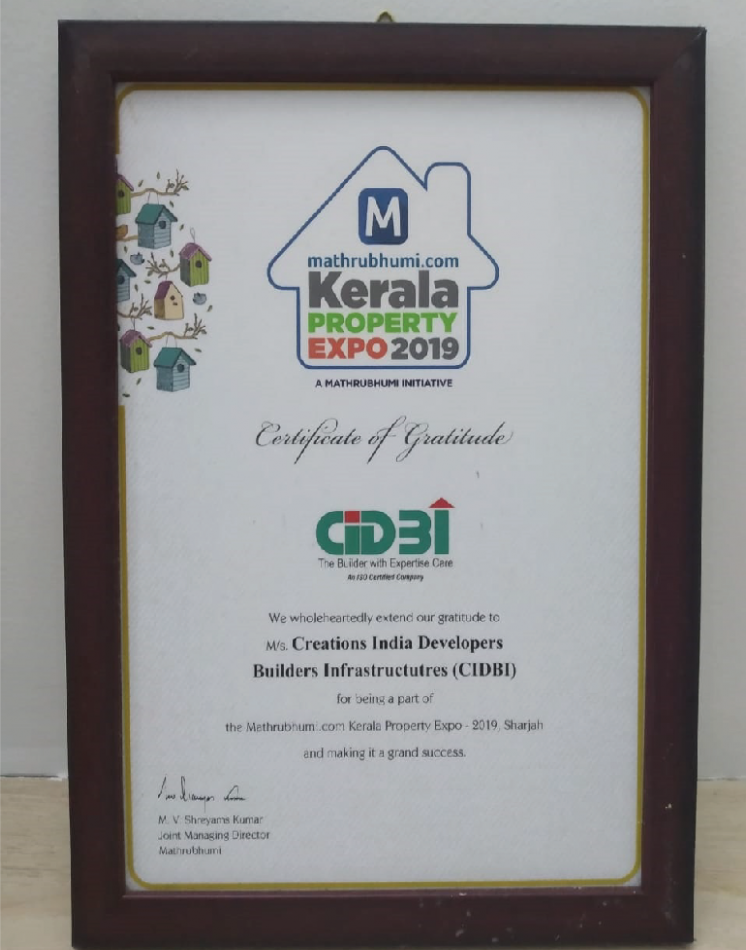 M
mathrubhumi.com
Kerala
PROPERTY
EXPO 2019
A MATHRUBHUMI INITIATIVE
Certificate of Gratitude
CIDBI
The Builder with Expertise Care
An ISO Certified Company
We wholeheartedly extend our gratitude to
M/s. Creations India Developers
Builders Infrastructutres (CIDBI)
for being a part of
the Mathrubhumi.com Kerala Property Expo - 2019, Sharjah
and making it a grand success.
M. V. Shreyams Kumar
Joint Managing Director
Mathrubhumi